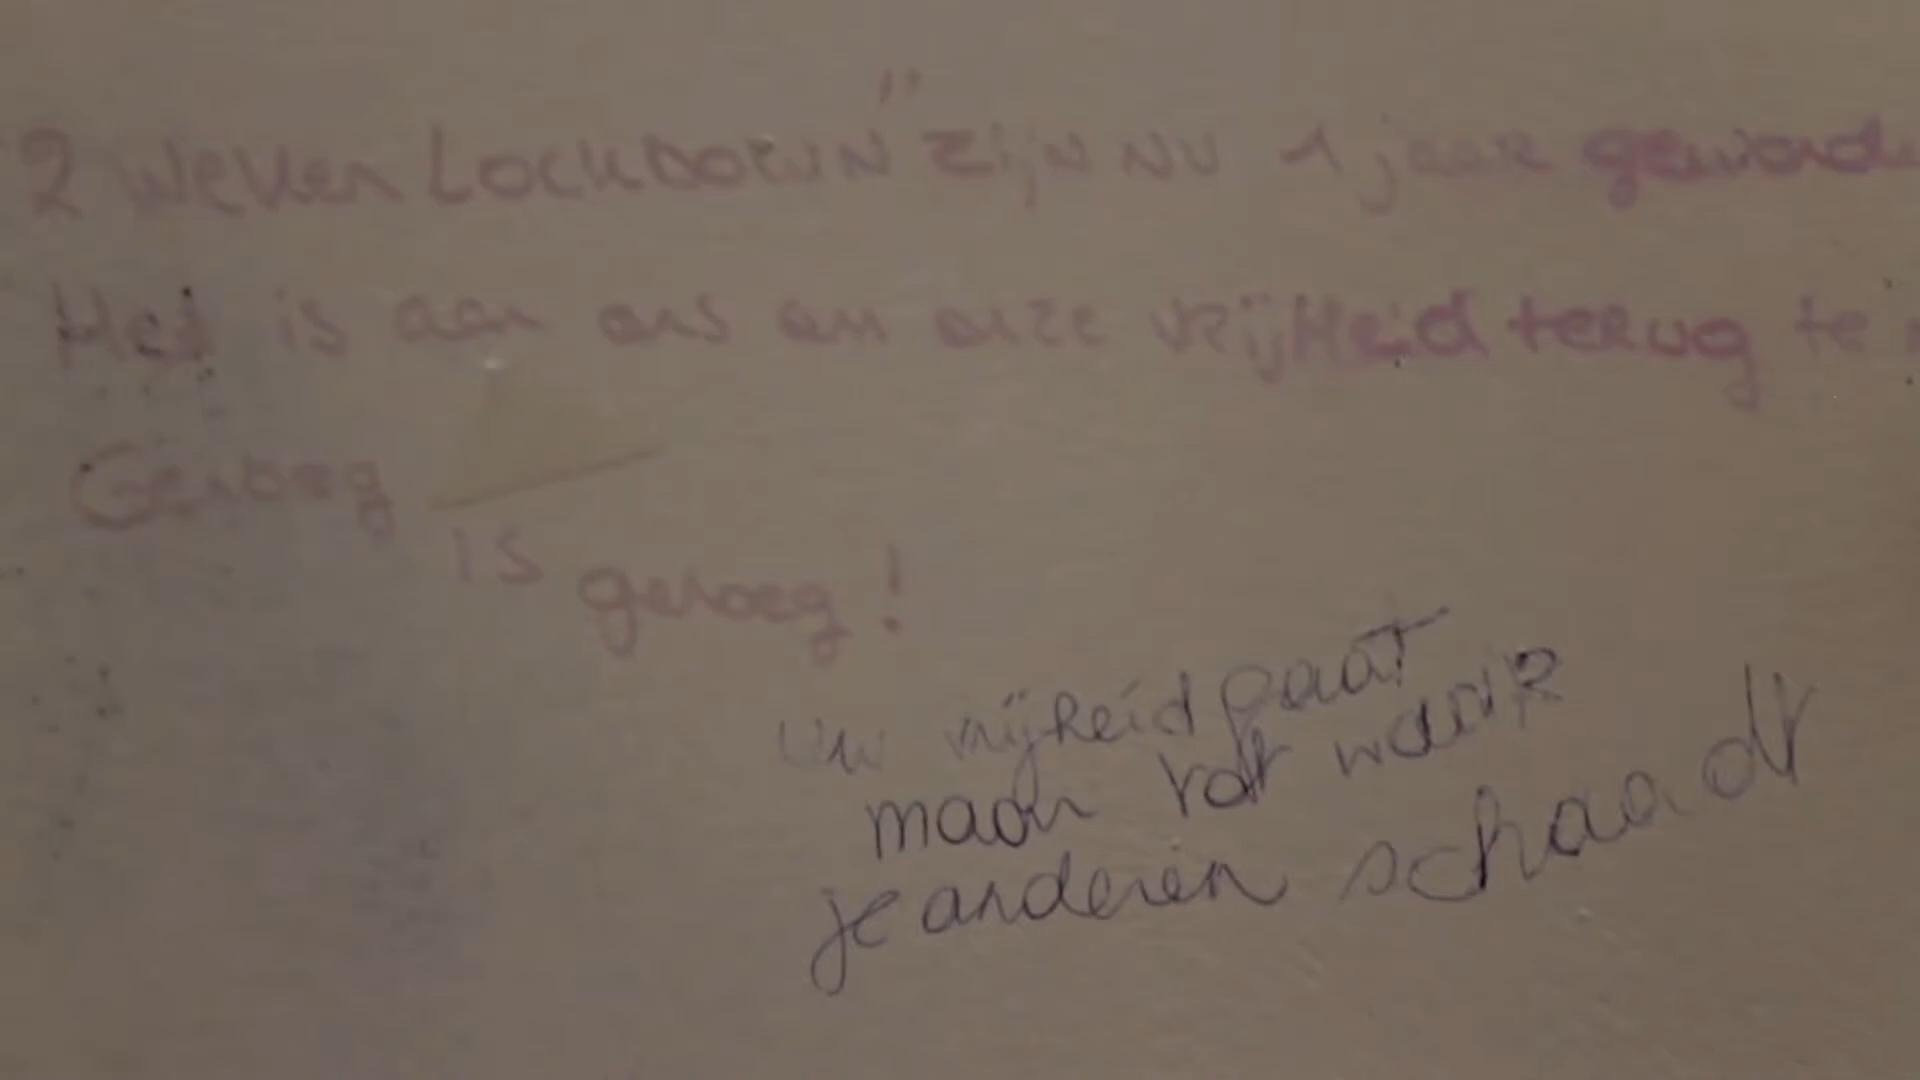 "2 weken Lockdown" zijn nu 1 jaar geworde
Het is aan ons om onze vrijheid terug te
Genoeg
is genoeg!
Uw vrijheid gaat
maar tot waar
je anderen schaadt